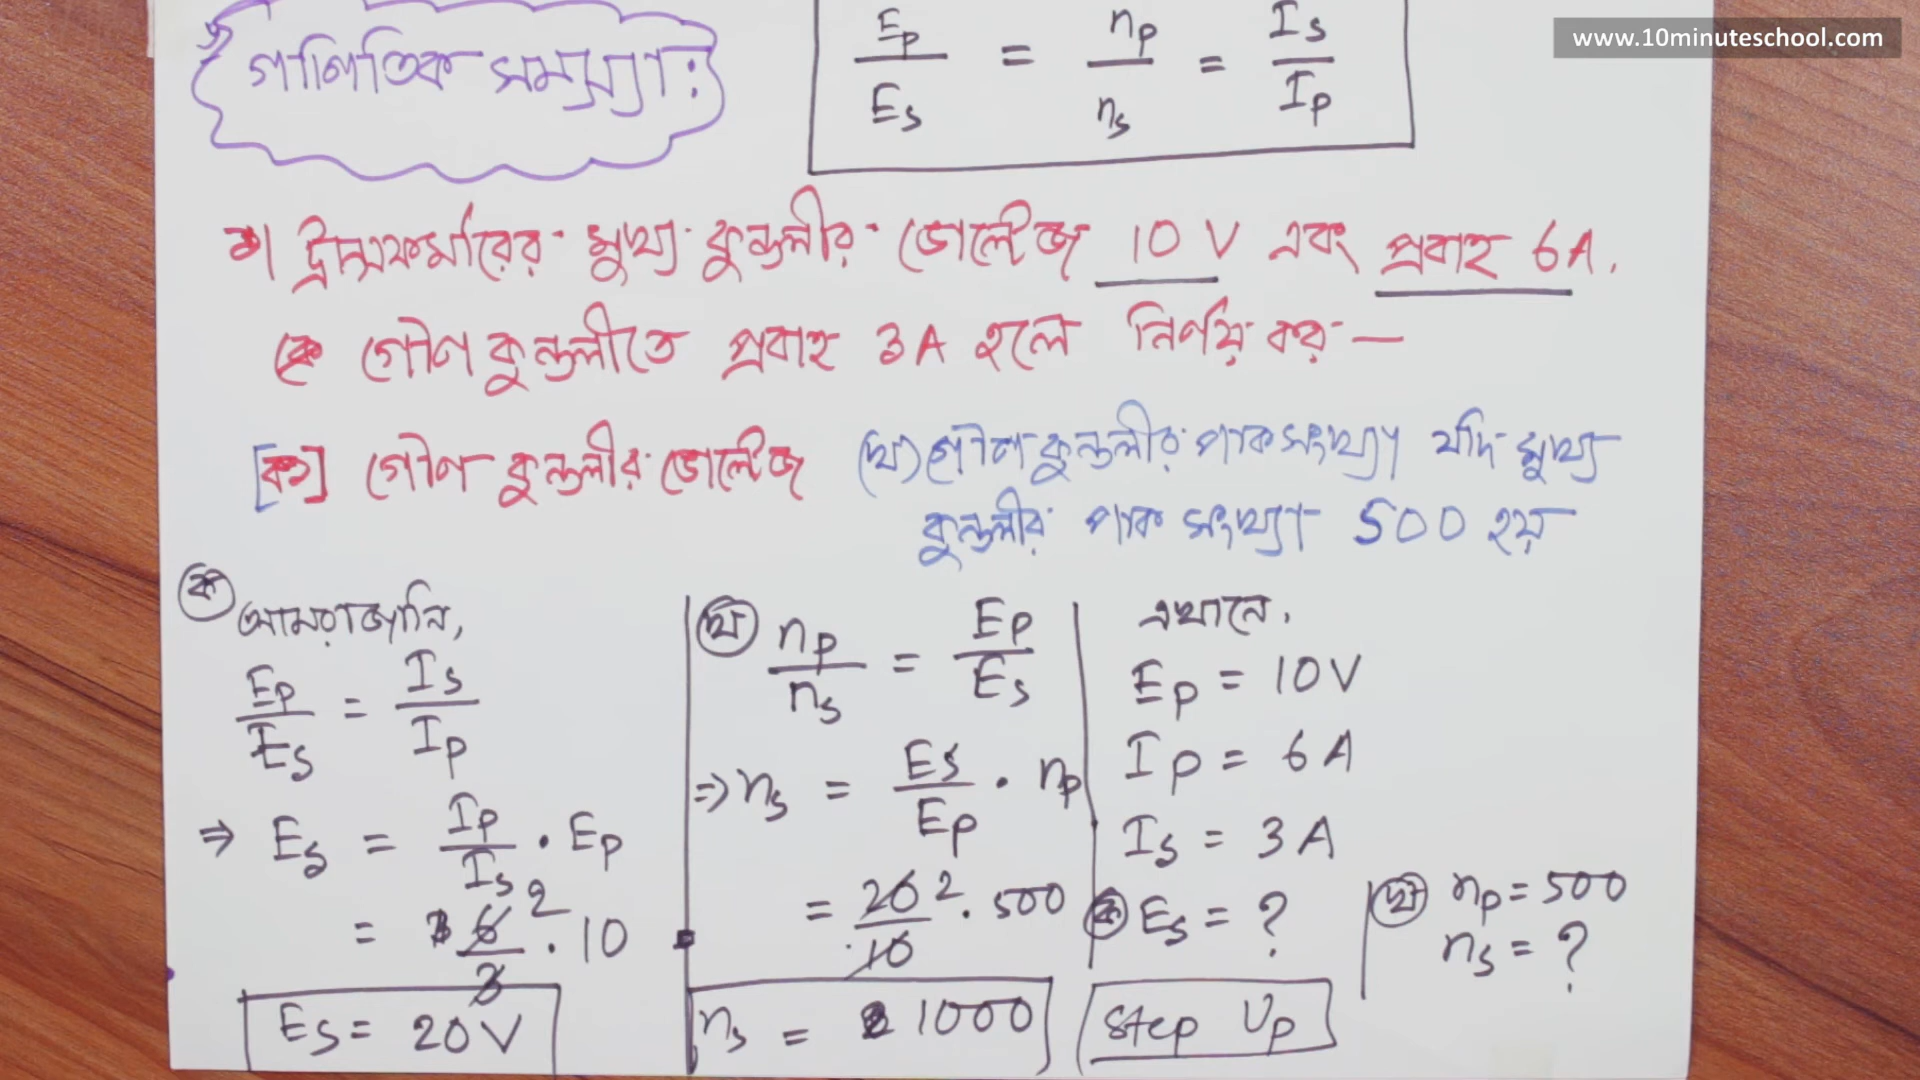 www.10minuteschool.com
গাণিতিক সমস্যা:
Ep/Es = np/ns = Is/Ip
ট্রান্সফর্মারের মুখ্য কুন্ডলীর ভোল্টেজ 10 V এবং প্রবাহ 6A.
গৌণ কুন্ডলীতে প্রবাহ 3A হলে নির্ণয় কর —
[ক] গৌণ কুন্ডলীর ভোল্টেজ (খ) গৌণ কুন্ডলীর পাকসংখ্যা যদি মুখ্য
কুন্ডলীর পাক সংখ্যা 500 হয়
ক আমরা জানি,
Ep/Es = Is/Ip
⇒ Es = Ip/Is · Ep
= 6/3 2 · 10
Es = 20V
খ np/ns = Ep/Es
⇒ ns = Es/Ep · np
= 20/10 2 · 500
ns = 1000
এখানে,
Ep = 10V
Ip = 6A
Is = 3A
ক Es = ?
Step Up
খ np = 500
ns = ?